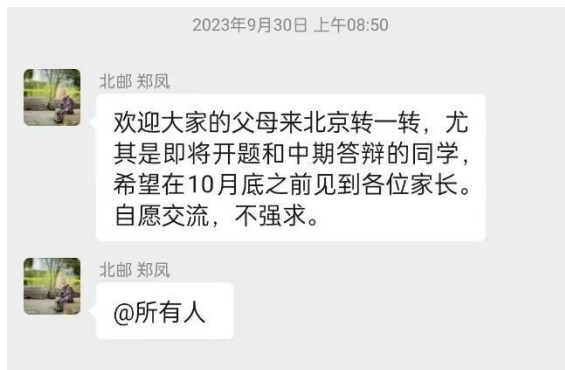 2023年9月30日 上午08:50
北邮 郑凤
欢迎大家的父母来北京转一转，尤
其是即将开题和中期答辩的同学，
希望在10月底之前见到各位家长。
自愿交流，不强求。
北邮 郑凤
@所有人